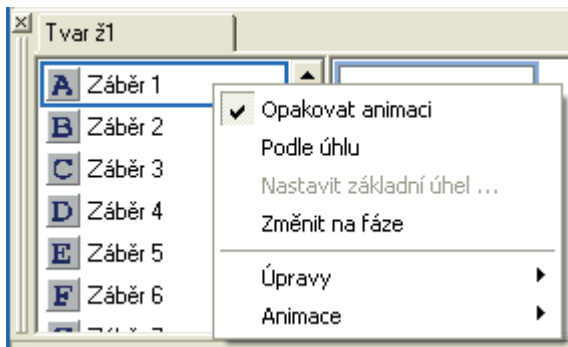 Tvar ž1
A Záběr 1
B Záběr 2
C Záběr 3
D Záběr 4
E Záběr 5
F Záběr 6
Opakovat animaci
Podle úhlu
Nastavit základní úhel ...
Změnit na fáze
Úpravy
Animace